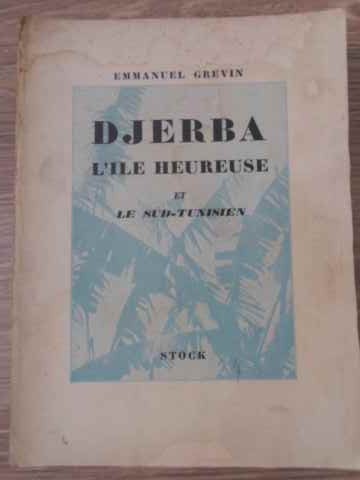 EMMANUEL GREVIN
DJERBA
L'ILE HEUREUSE
ET
LE SUD-TUNISIEN
STOCK